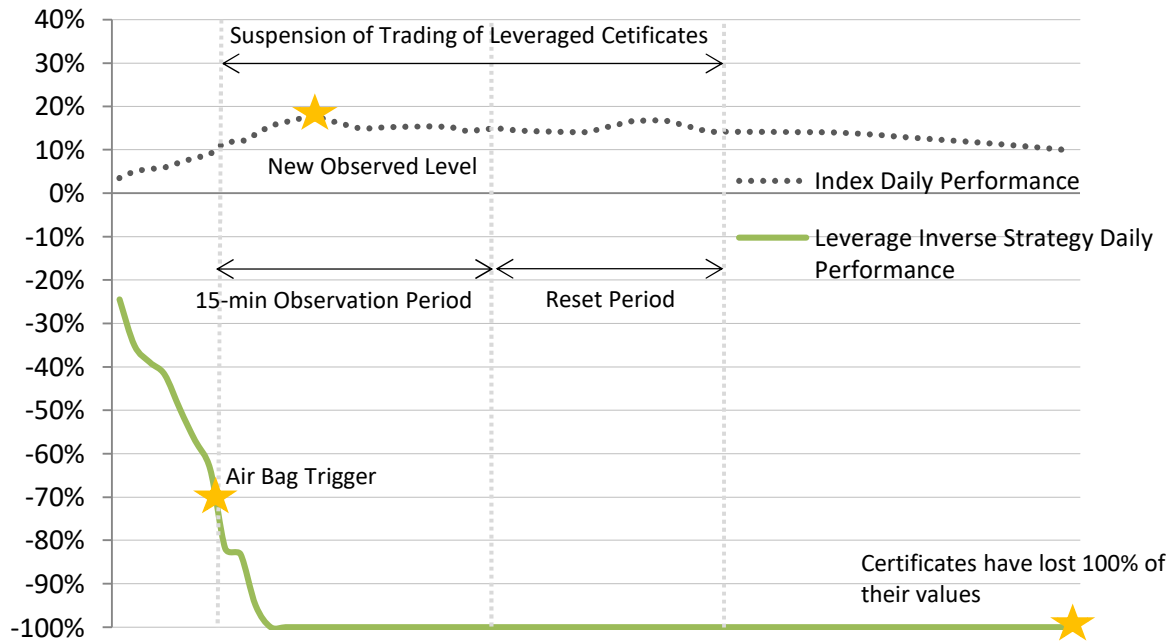 40%
Suspension of Trading of Leveraged Cetificates
30%
20%
New Observed Level
10%
Index Daily Performance
0%
-10%
Leverage Inverse Strategy Daily
Performance
-20%
15-min Observation Period
Reset Period
-30%
-40%
-50%
-60%
Air Bag Trigger
-70%
-80%
Certificates have lost 100% of
their values
-90%
-100%